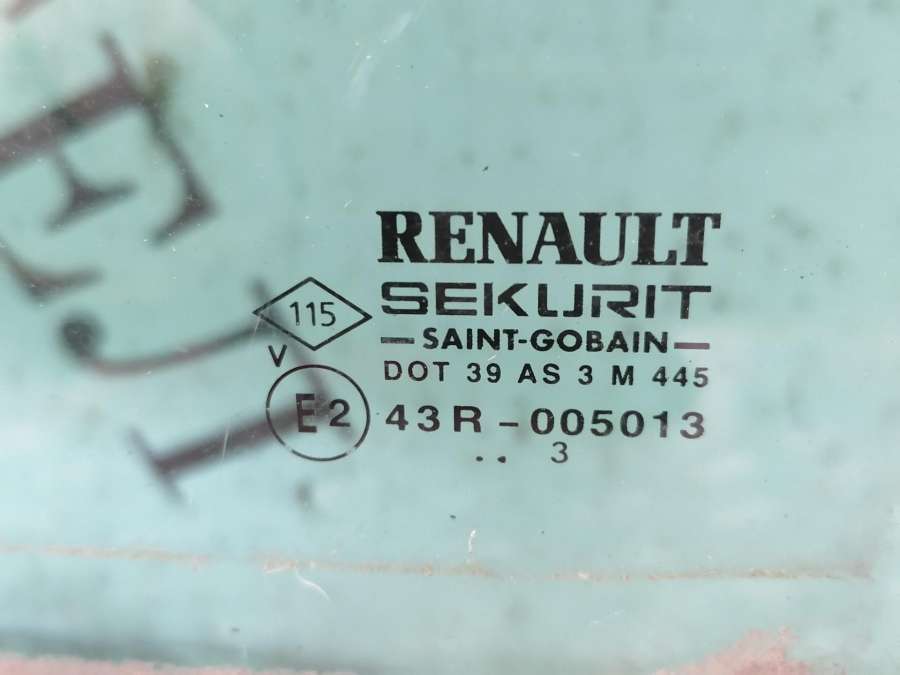 RENAULT
115
SEKURIT
SAINT-GOBAIN
V
DOT 39 AS 3 M 445
E2
43R-005013
.. 3